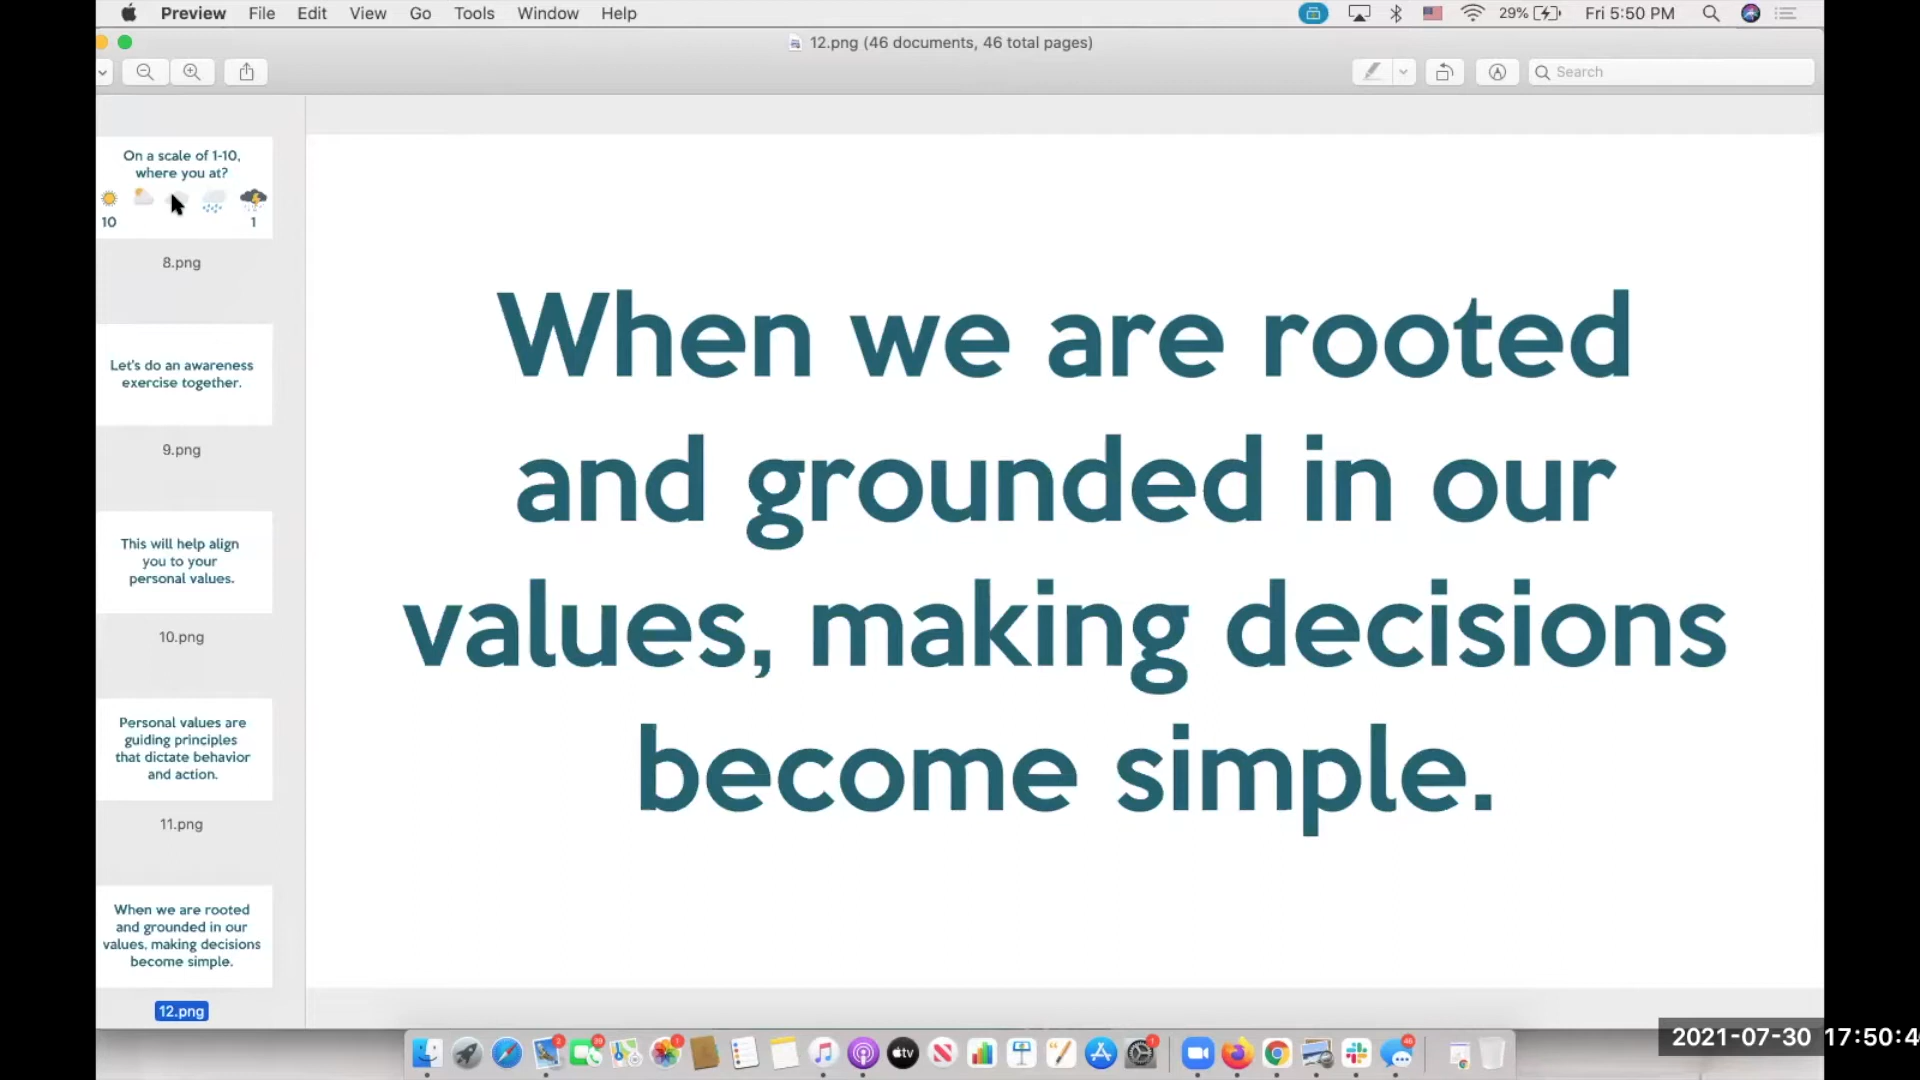 Preview File Edit View Go Tools Window Help 29% Fri 5:50 PM
12.png (46 documents, 46 total pages)
Search
On a scale of 1-10,
where you at?
10 1
8.png
Let's do an awareness
exercise together.
9.png
This will help align
you to your
personal values.
10.png
Personal values are
guiding principles
that dictate behavior
and action.
11.png
When we are rooted
and grounded in our
values, making decisions
become simple.
12.png
When we are rooted
and grounded in our
values, making decisions
become simple.
tv
2021-07-30 17:50:4